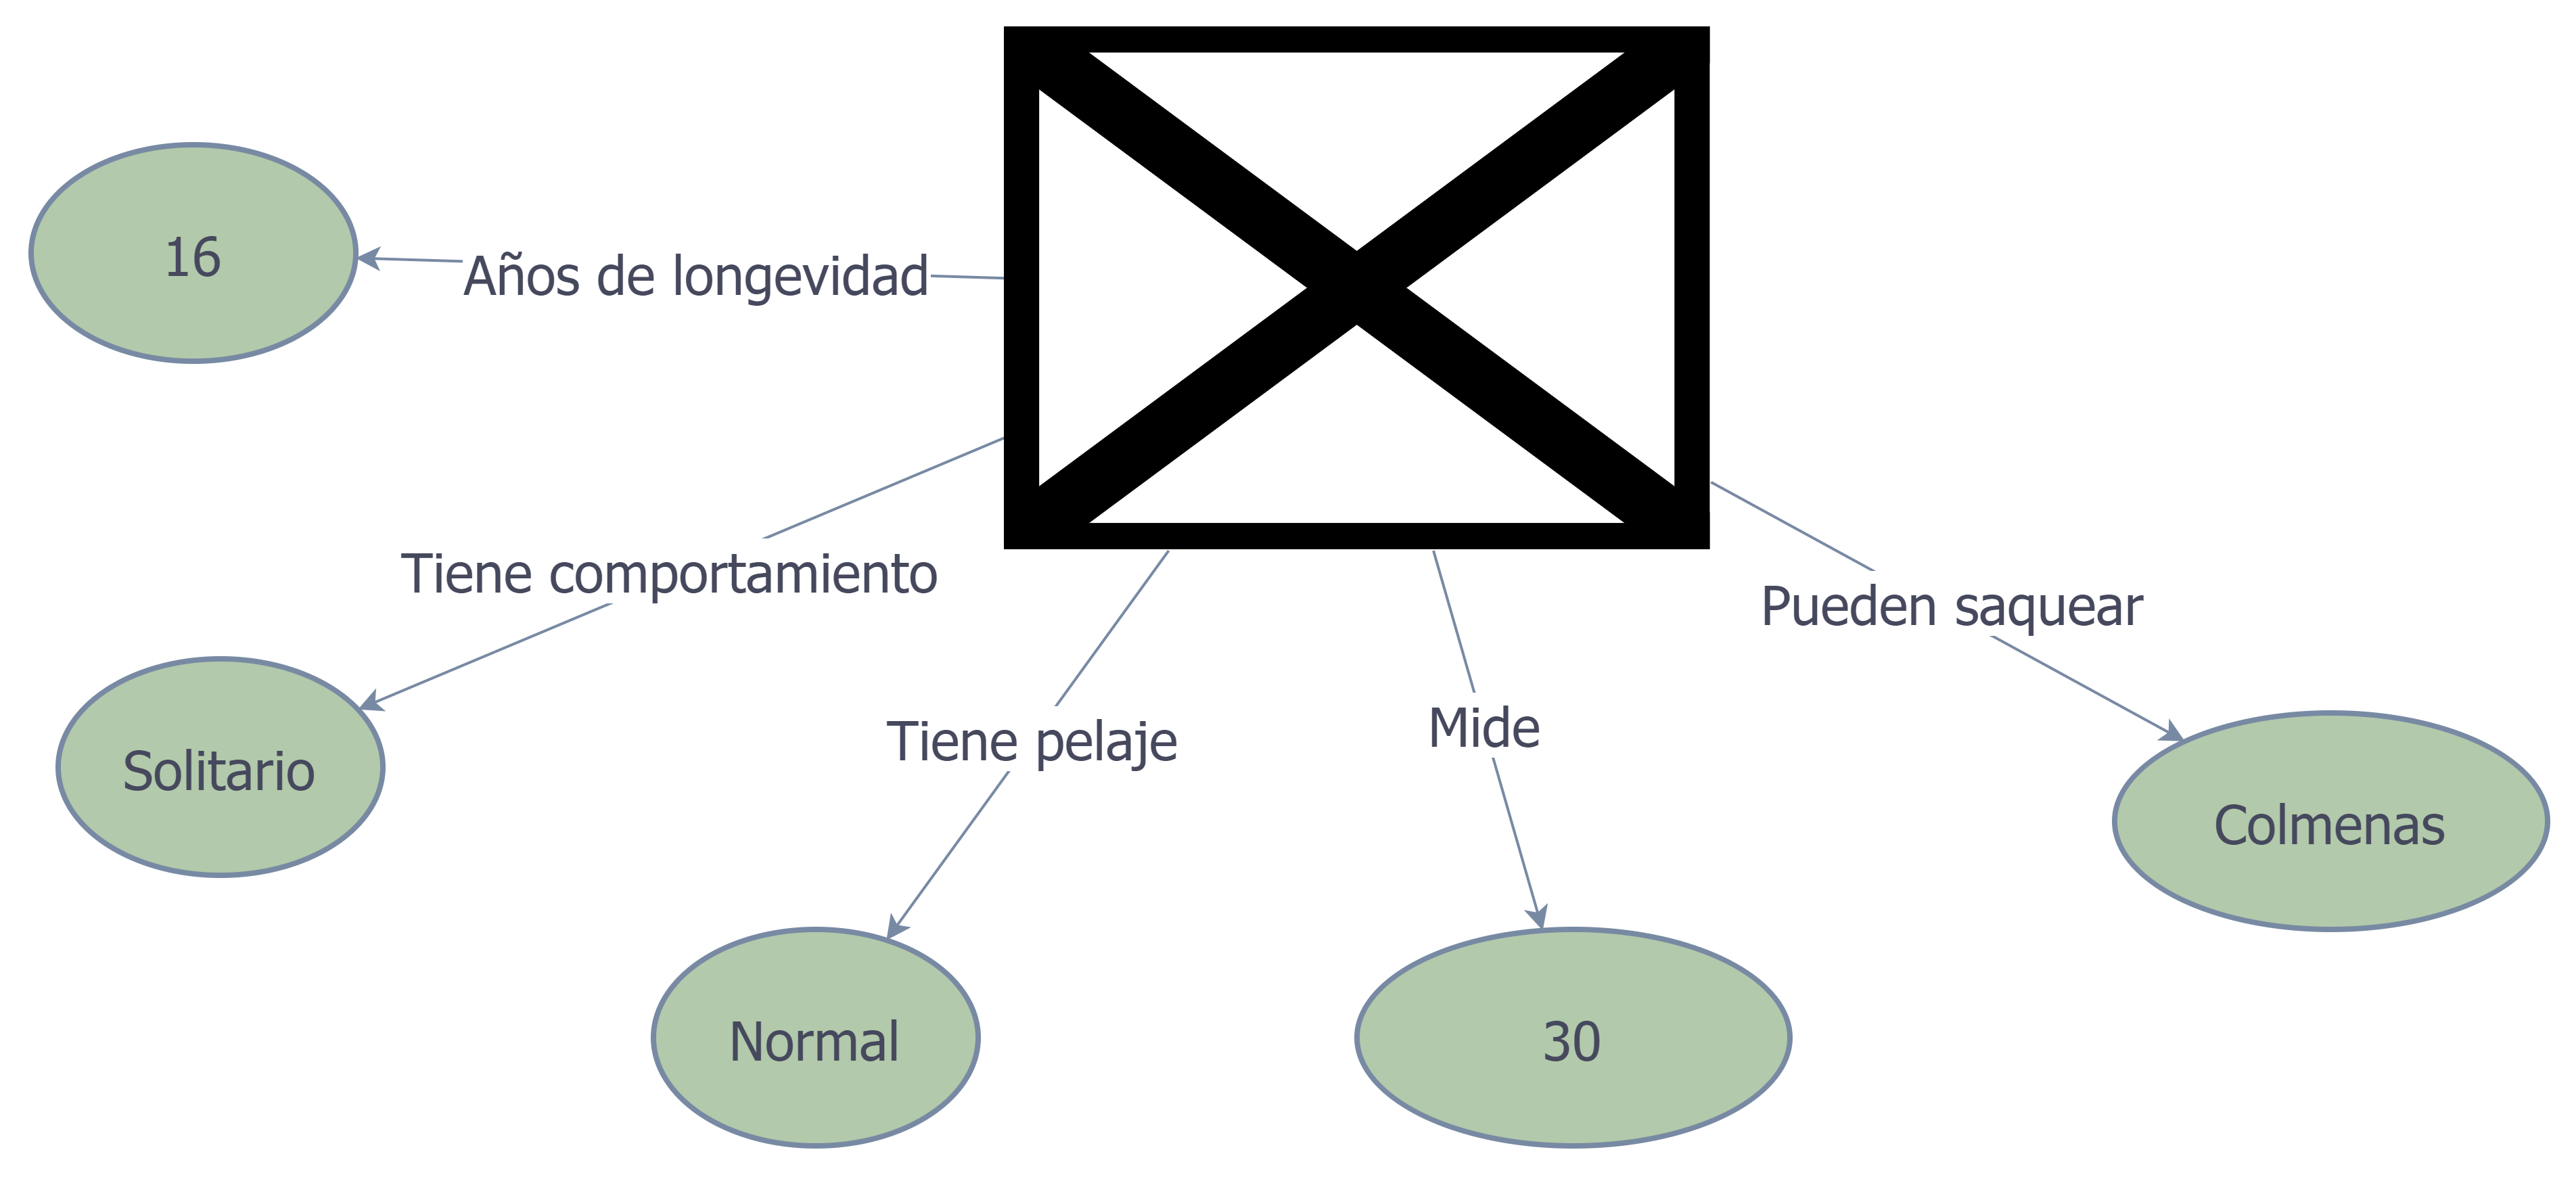 16
Años de longevidad
Tiene comportamiento
Pueden saquear
Tiene pelaje
Mide
Solitario
Colmenas
Normal
30